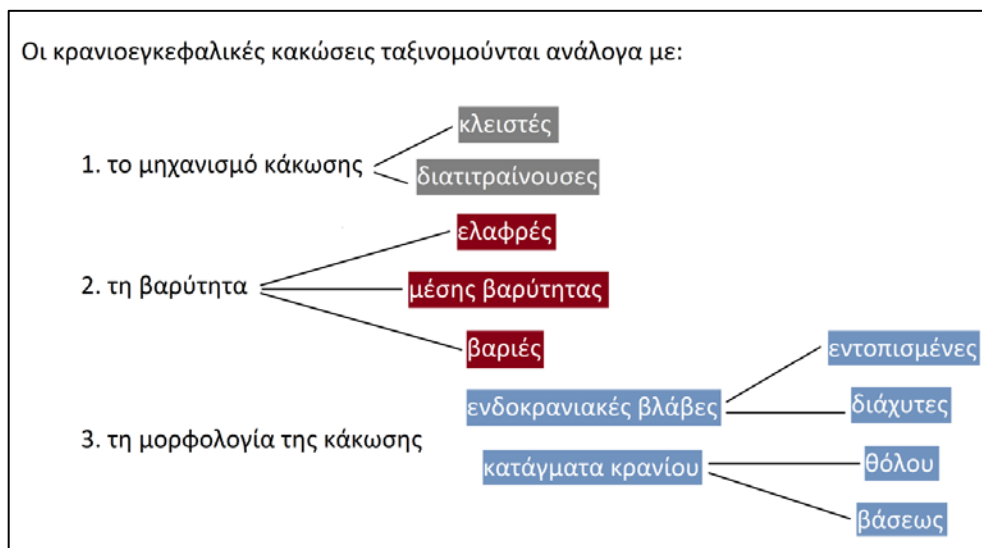 Οι κρανιοεγκεφαλικές κακώσεις ταξινομούνται ανάλογα με:
1. το μηχανισμό κάκωσης
κλειστές
διατιτραίνουσες
2. τη βαρύτητα
ελαφρές
μέσης βαρύτητας
βαριές
3. τη μορφολογία της κάκωσης
ενδοκρανιακές βλάβες
εντοπισμένες
διάχυτες
κατάγματα κρανίου
θόλου
βάσεως